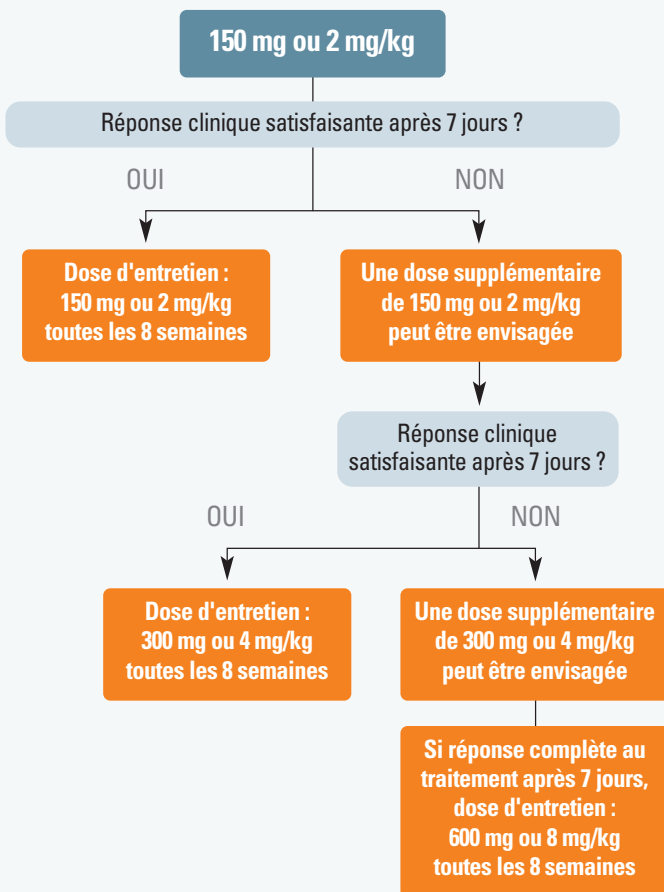 150 mg ou 2 mg/kg
Réponse clinique satisfaisante après 7 jours ?
OUI
NON
Dose d'entretien :
150 mg ou 2 mg/kg
toutes les 8 semaines
Une dose supplémentaire
de 150 mg ou 2 mg/kg
peut être envisagée
Réponse clinique
satisfaisante après 7 jours ?
OUI
NON
Dose d'entretien :
300 mg ou 4 mg/kg
toutes les 8 semaines
Une dose supplémentaire
de 300 mg ou 4 mg/kg
peut être envisagée
Si réponse complète au
traitement après 7 jours,
dose d'entretien :
600 mg ou 8 mg/kg
toutes les 8 semaines